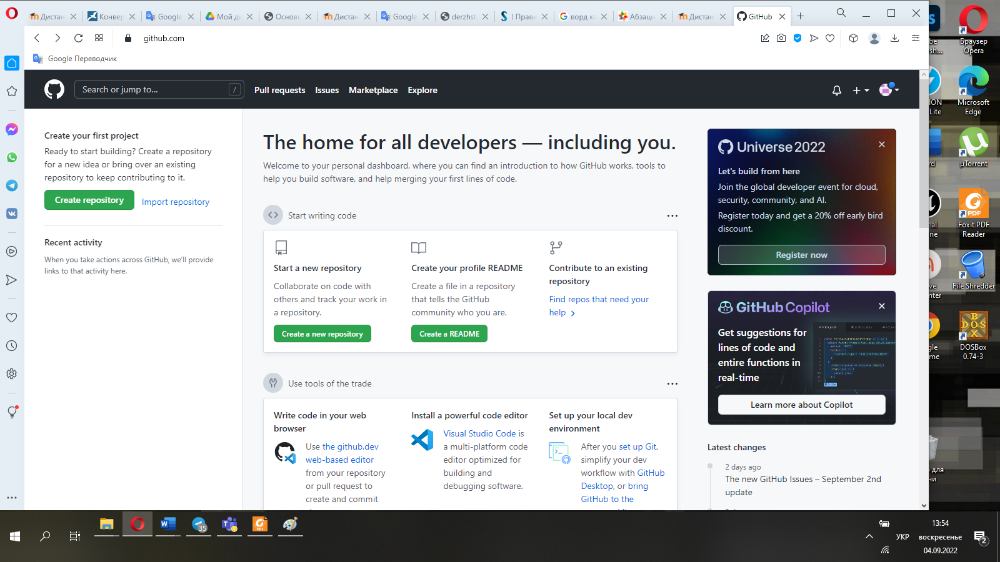 Дистан
Конвер
Google
Мой ди
Основы
Дистан
Google
derzhst
! Прави
ворд ка
Абзацн
Дистан
GitHub
github.com
Google Переводчик
Search or jump to...
/
Pull requests
Issues
Marketplace
Explore
Create your first project
Ready to start building? Create a repository
for a new idea or bring over an existing
repository to keep contributing to it.
Create repository
Import repository
Recent activity
When you take actions across GitHub, we'll provide
links to that activity here.
The home for all developers — including you.
Welcome to your personal dashboard, where you can find an introduction to how GitHub works, tools to
help you build software, and help merging your first lines of code.
Start writing code
Start a new repository
Collaborate on code with
others and track your work in
a repository.
Create a new repository
Create your profile README
Create a file in a repository
that tells the GitHub
community who you are.
Create a README
Contribute to an existing
repository
Find repos that need your
help
Use tools of the trade
Write code in your web
browser
Use the github.dev
web-based editor
from your repository
or pull request to
create and commit
Install a powerful code editor
Visual Studio Code is
a multi-platform code
editor optimized for
building and
debugging software.
Set up your local dev
environment
After you set up Git,
simplify your dev
workflow with GitHub
Desktop, or bring
GitHub to the
Universe 2022
Let's build from here
Join the global developer event for cloud,
security, community, and AI.
Register today and get a 20% off early bird
discount.
Register now
GitHub Copilot
Get suggestions for
lines of code and
entire functions in
real-time
Learn more about Copilot
Latest changes
2 days ago
The new GitHub Issues – September 2nd
update
Браузер
Opera
Microsoft
Edge
µTorrent
Foxit PDF
Reader
File Shredder
DOSBox
0.74-3
35
УКР
13:54
воскресенье
04.09.2022
2